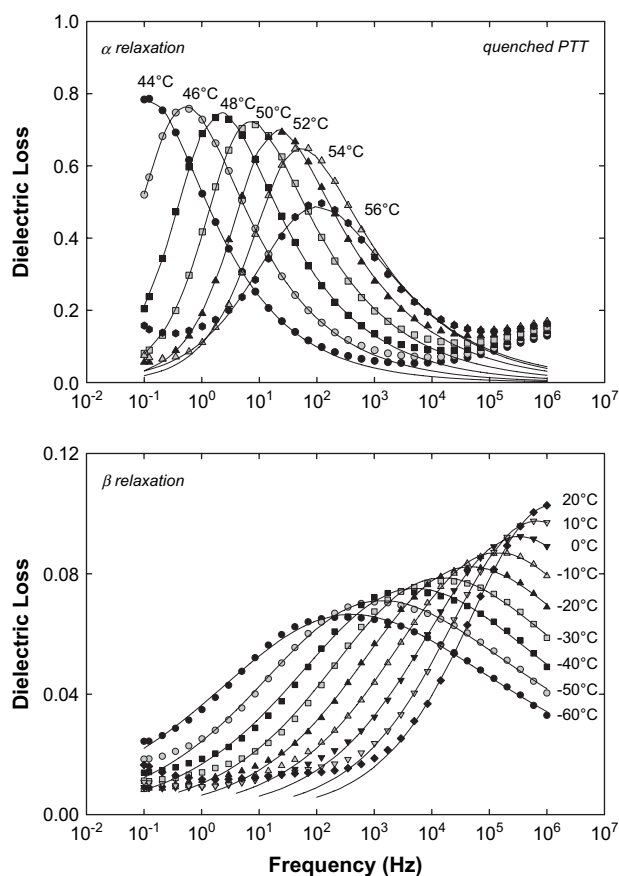 α relaxation
quenched PTT
44°C
46°C
48°C
50°C
52°C
54°C
56°C
Dielectric Loss
1.0
0.8
0.6
0.4
0.2
0.0
10⁻² 10⁻¹ 10⁰ 10¹ 10² 10³ 10⁴ 10⁵ 10⁶ 10⁷
β relaxation
Dielectric Loss
0.12
0.08
0.04
0.00
20°C
10°C
0°C
-10°C
-20°C
-30°C
-40°C
-50°C
-60°C
10⁻² 10⁻¹ 10⁰ 10¹ 10² 10³ 10⁴ 10⁵ 10⁶ 10⁷
Frequency (Hz)